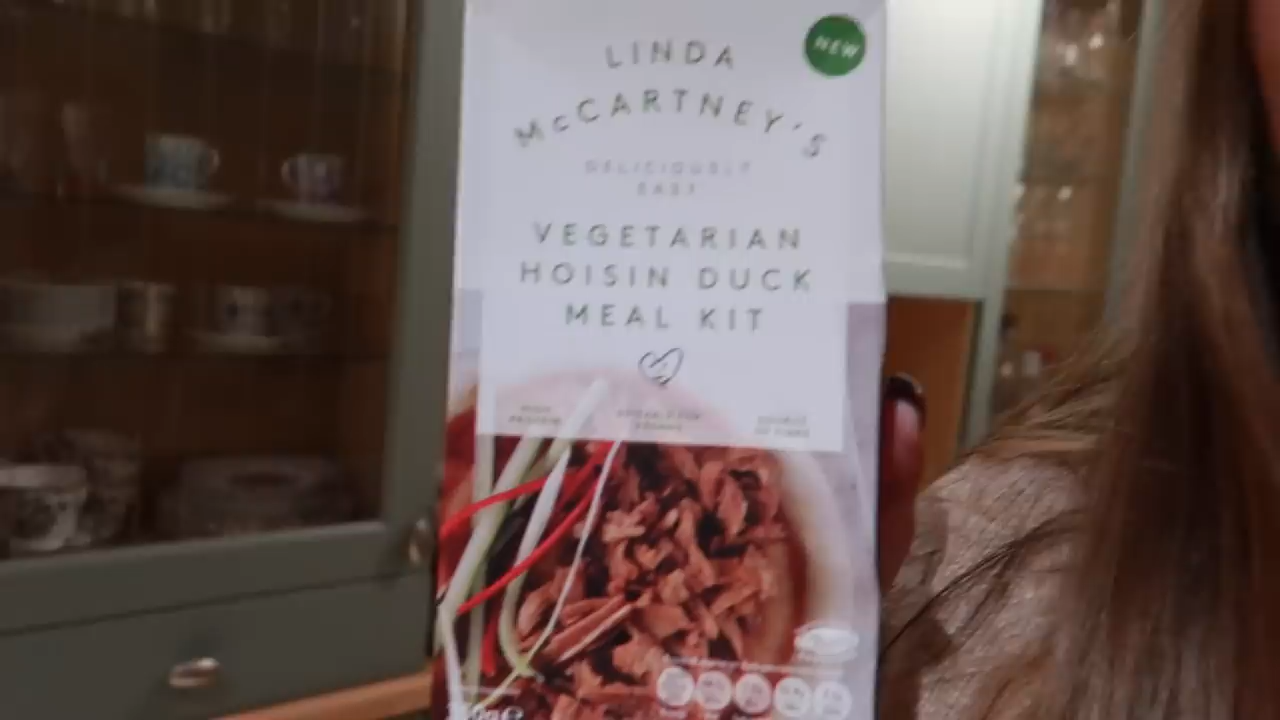 NEW
LINDA
McCARTNEY'S
DELICIOUSLY
EASY
VEGETARIAN
HOISIN DUCK
MEAL KIT